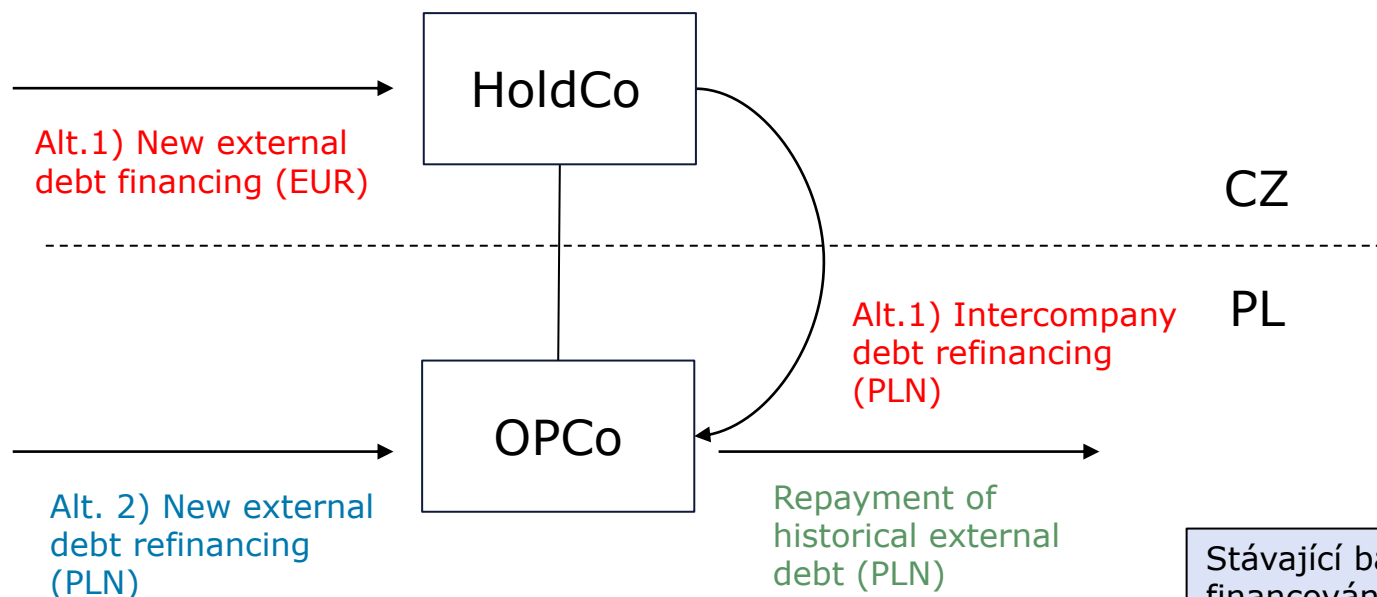 HoldCo
Alt.1) New external
debt financing (EUR)
CZ
PL
Alt.1) Intercompany
debt refinancing
(PLN)
OPCo
Alt. 2) New external
debt refinancing
(PLN)
Repayment of
historical external
debt (PLN)
Stávající